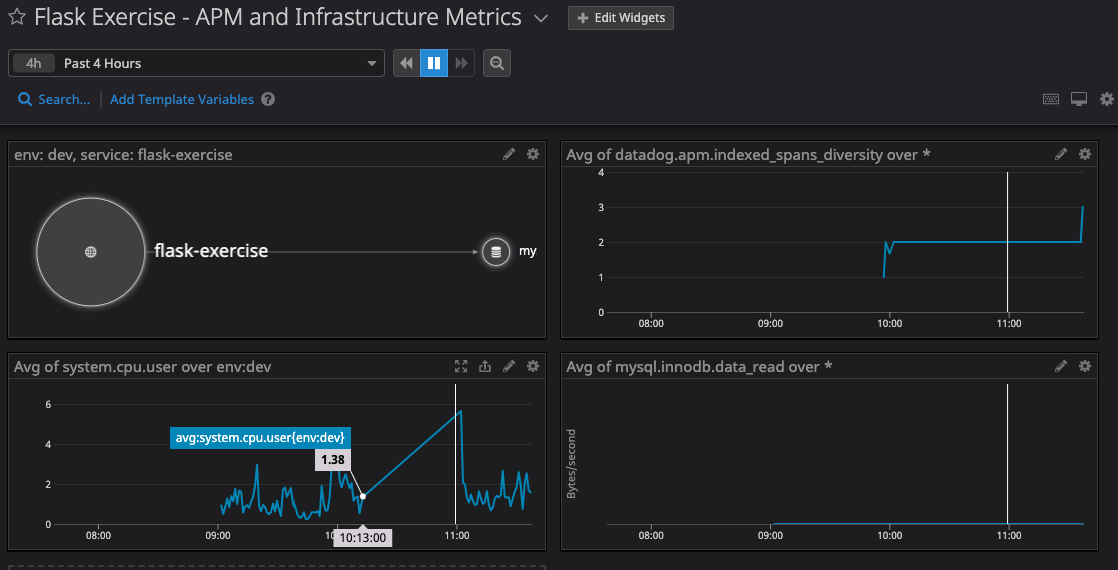 Flask Exercise - APM and Infrastructure Metrics
Edit Widgets
4h Past 4 Hours
Search... Add Template Variables
env: dev, service: flask-exercise
flask-exercise
my
Avg of datadog.apm.indexed_spans_diversity over *
4
3
2
1
0
08:00 09:00 10:00 11:00
Avg of system.cpu.user over env:dev
6
4
2
0
avg:system.cpu.user{env:dev}
1.38
08:00 09:00 10 11:00
10:13:00
Avg of mysql.innodb.data_read over *
Bytes/second
08:00 09:00 10:00 11:00